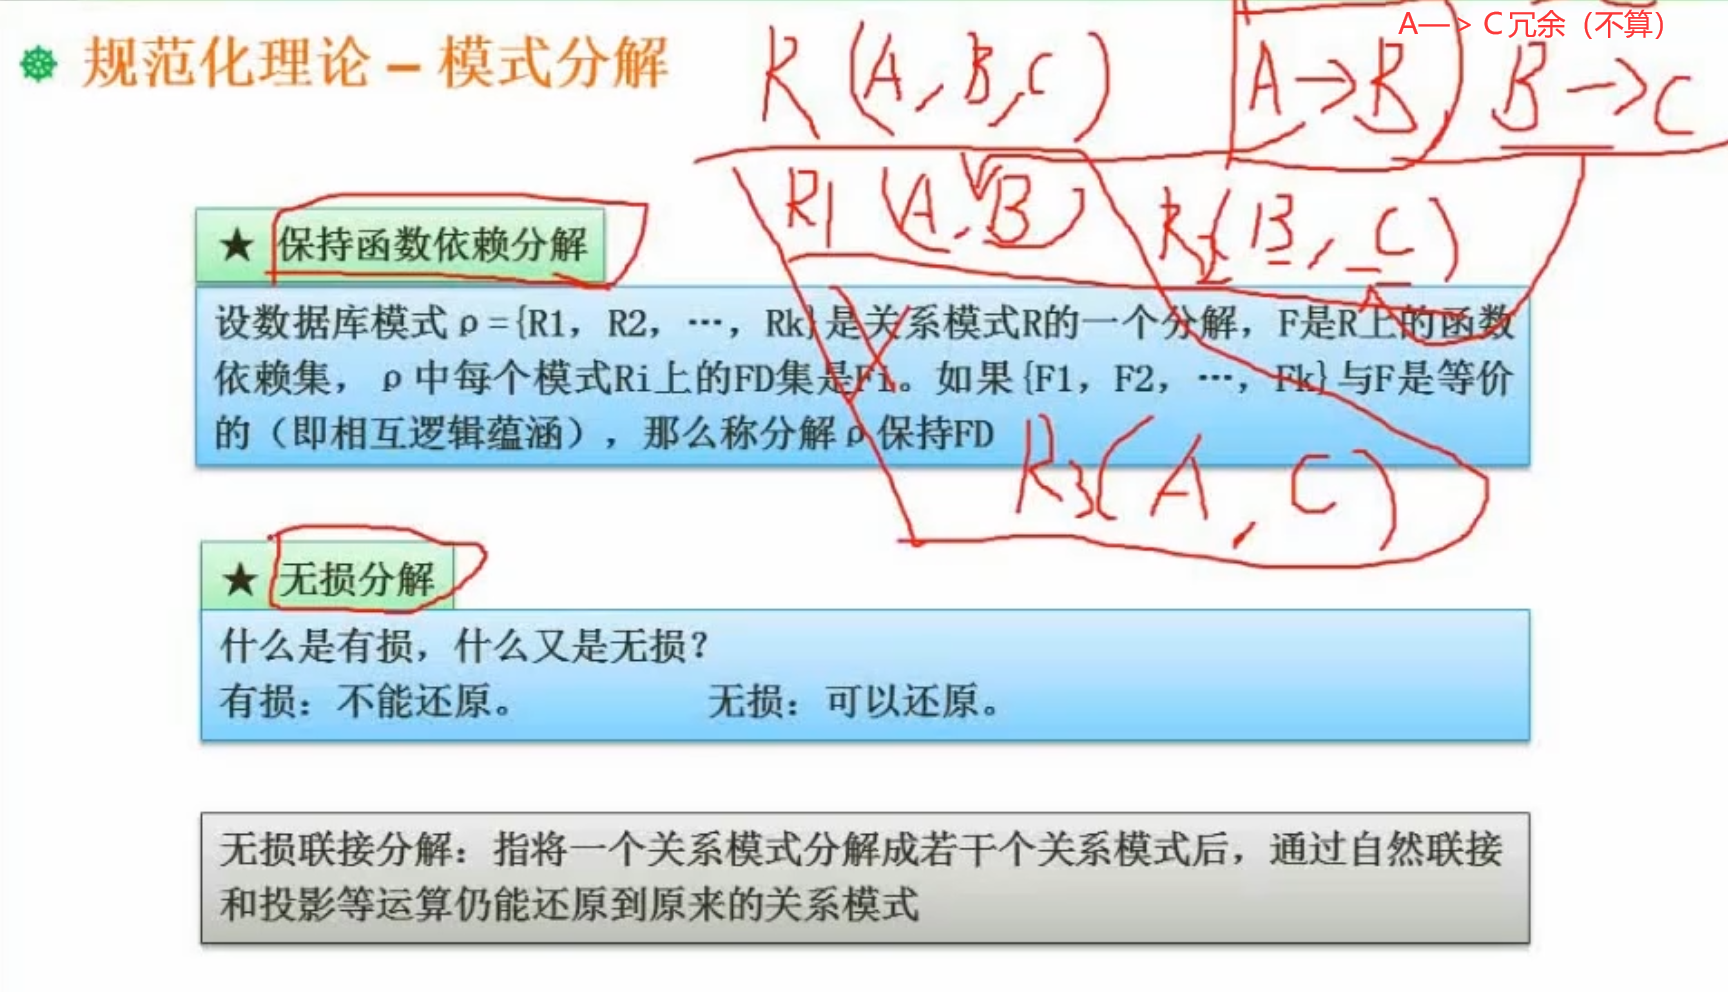 A—>C冗余（不算）
规范化理论－模式分解
R (A,B,C) A→B B→C
R1 (A,B) R2 (B,C)
★ 保持函数依赖分解
设数据库模式ρ={R1，R2，…，Rk}是关系模式R的一个分解，F是R上的函数
依赖集，ρ中每个模式Ri上的FD集是Fi。如果{F1，F2，…，Fk}与F是等价
的（即相互逻辑蕴涵），那么称分解ρ保持FD
R3(A,C)
★ 无损分解
什么是有损，什么又是无损？
有损：不能还原。 无损：可以还原。
无损联接分解：指将一个关系模式分解成若干个关系模式后，通过自然联接
和投影等运算仍能还原到原来的关系模式